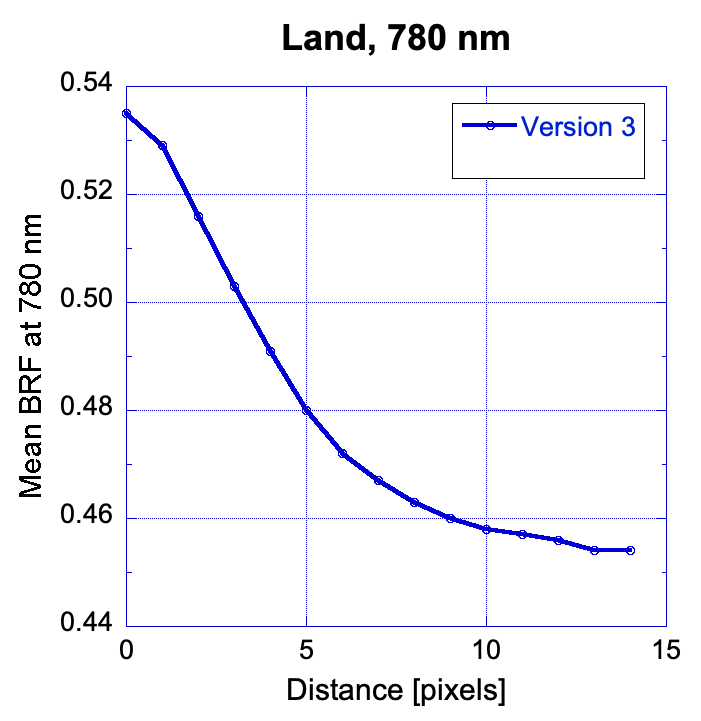 Land, 780 nm
0.54
0.52
0.50
0.48
0.46
0.44
Mean BRF at 780 nm
Version 3
0 5 10 15
Distance [pixels]